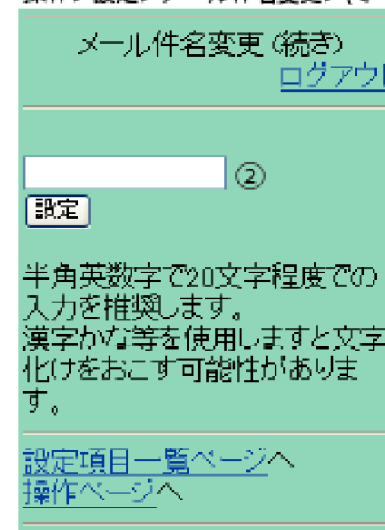 メール件名変更(続き)
ログアウ
②
設定
半角英数字で20文字程度での
入力を推奨します。
漢字かな等を使用しますと文字
化けをおこす可能性がありま
す。
設定項目一覧ページへ
操作ページへ